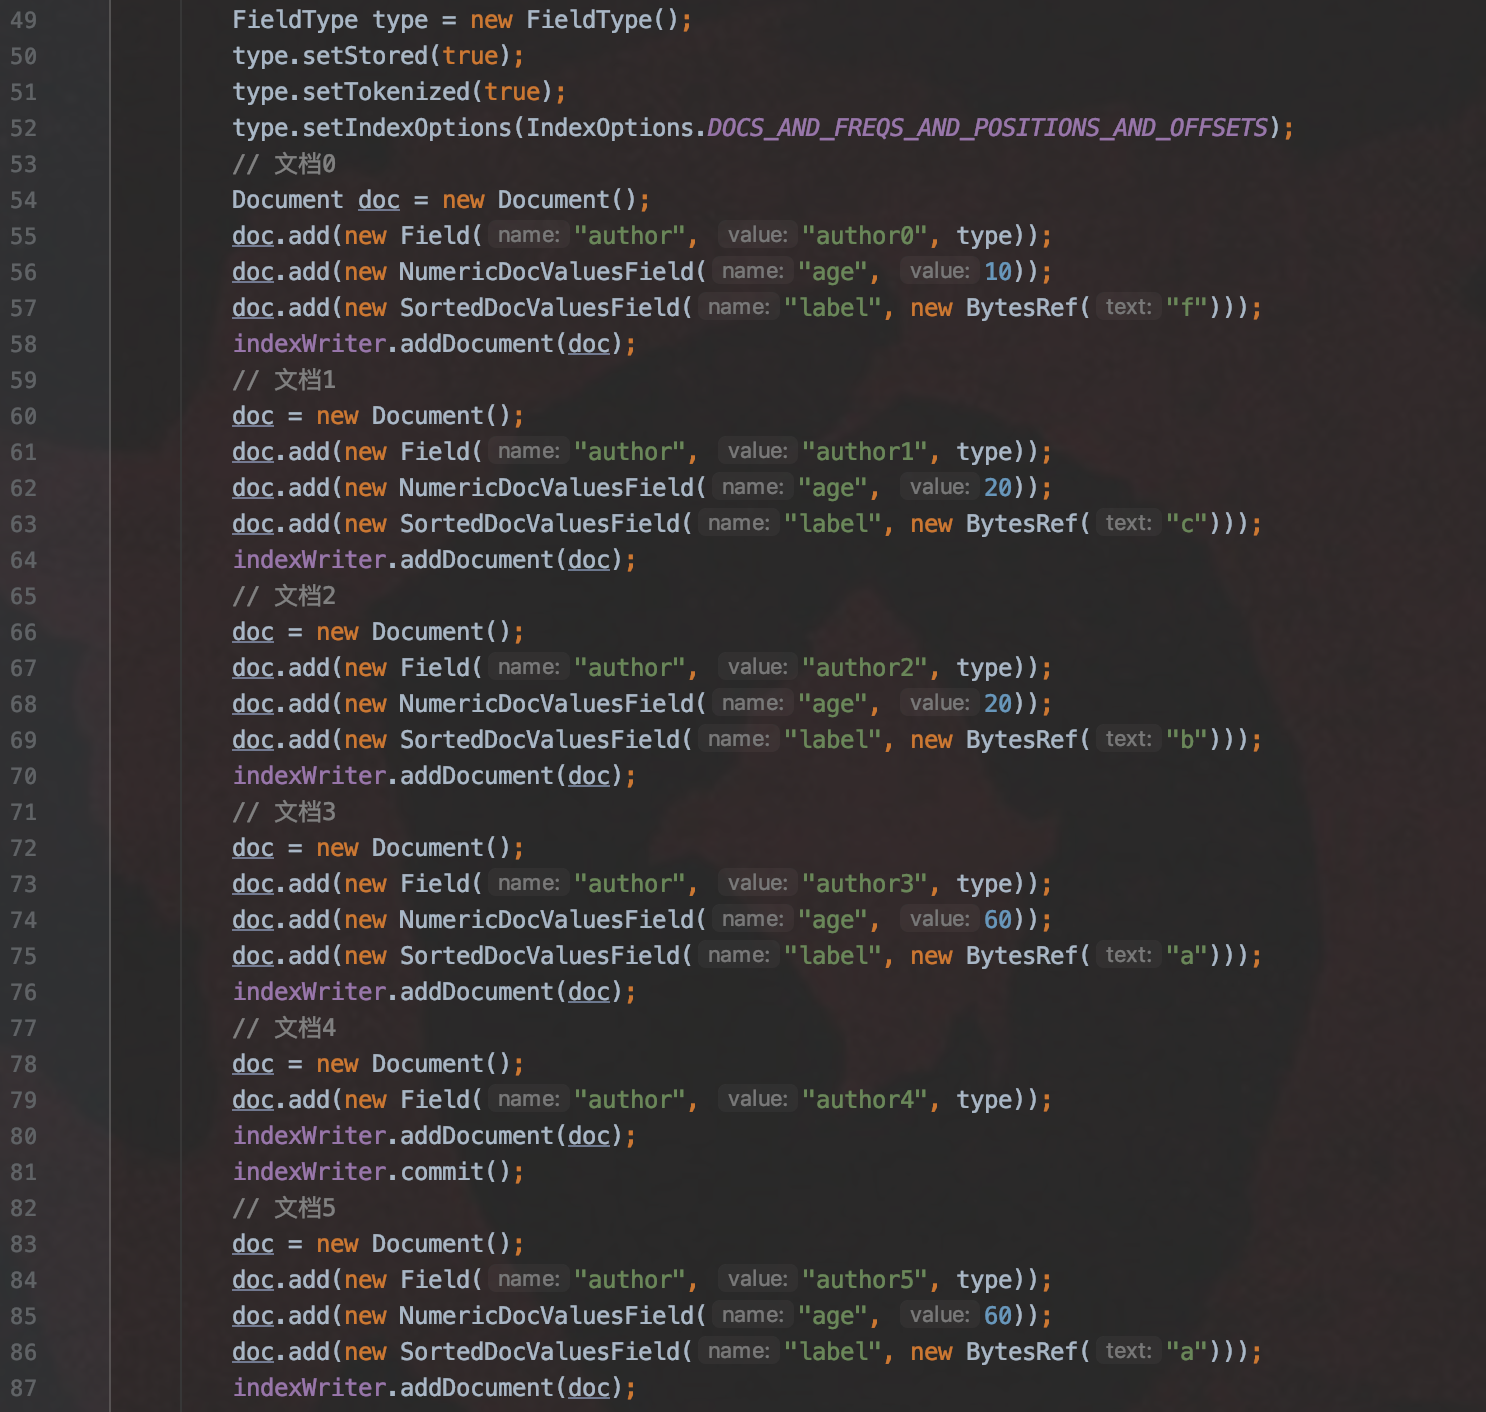 49 FieldType type = new FieldType();
50 type.setStored(true);
51 type.setTokenized(true);
52 type.setIndexOptions(IndexOptions.DOCS_AND_FREQS_AND_POSITIONS_AND_OFFSETS);
53 // 文档0
54 Document doc = new Document();
55 doc.add(new Field( name: "author", value: "author0", type));
56 doc.add(new NumericDocValuesField( name: "age", value: 10));
57 doc.add(new SortedDocValuesField( name: "label", new BytesRef( text: "f")));
58 indexWriter.addDocument(doc);
59 // 文档1
60 doc = new Document();
61 doc.add(new Field( name: "author", value: "author1", type));
62 doc.add(new NumericDocValuesField( name: "age", value: 20));
63 doc.add(new SortedDocValuesField( name: "label", new BytesRef( text: "c")));
64 indexWriter.addDocument(doc);
65 // 文档2
66 doc = new Document();
67 doc.add(new Field( name: "author", value: "author2", type));
68 doc.add(new NumericDocValuesField( name: "age", value: 20));
69 doc.add(new SortedDocValuesField( name: "label", new BytesRef( text: "b")));
70 indexWriter.addDocument(doc);
71 // 文档3
72 doc = new Document();
73 doc.add(new Field( name: "author", value: "author3", type));
74 doc.add(new NumericDocValuesField( name: "age", value: 60));
75 doc.add(new SortedDocValuesField( name: "label", new BytesRef( text: "a")));
76 indexWriter.addDocument(doc);
77 // 文档4
78 doc = new Document();
79 doc.add(new Field( name: "author", value: "author4", type));
80 indexWriter.addDocument(doc);
81 indexWriter.commit();
82 // 文档5
83 doc = new Document();
84 doc.add(new Field( name: "author", value: "author5", type));
85 doc.add(new NumericDocValuesField( name: "age", value: 60));
86 doc.add(new SortedDocValuesField( name: "label", new BytesRef( text: "a")));
87 indexWriter.addDocument(doc);